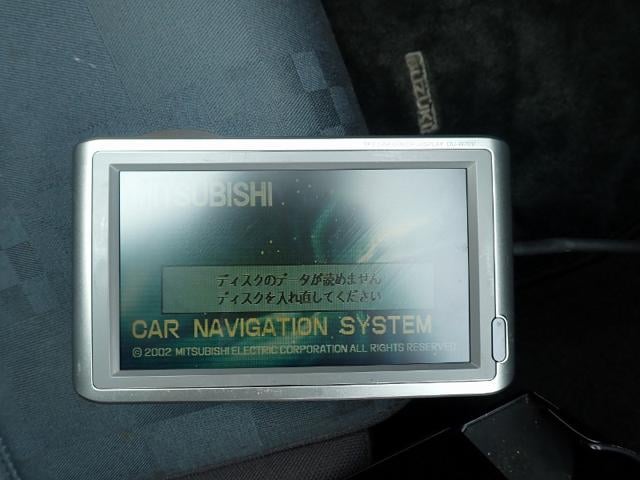 SUZUKI
MITSUBISHI
ディスクのデータが読めません
ディスクを入れ直してください
CAR NAVIGATION SYSTEM
© 2002 MITSUBISHI ELECTRIC CORPORATION ALL RIGHTS RESERVED